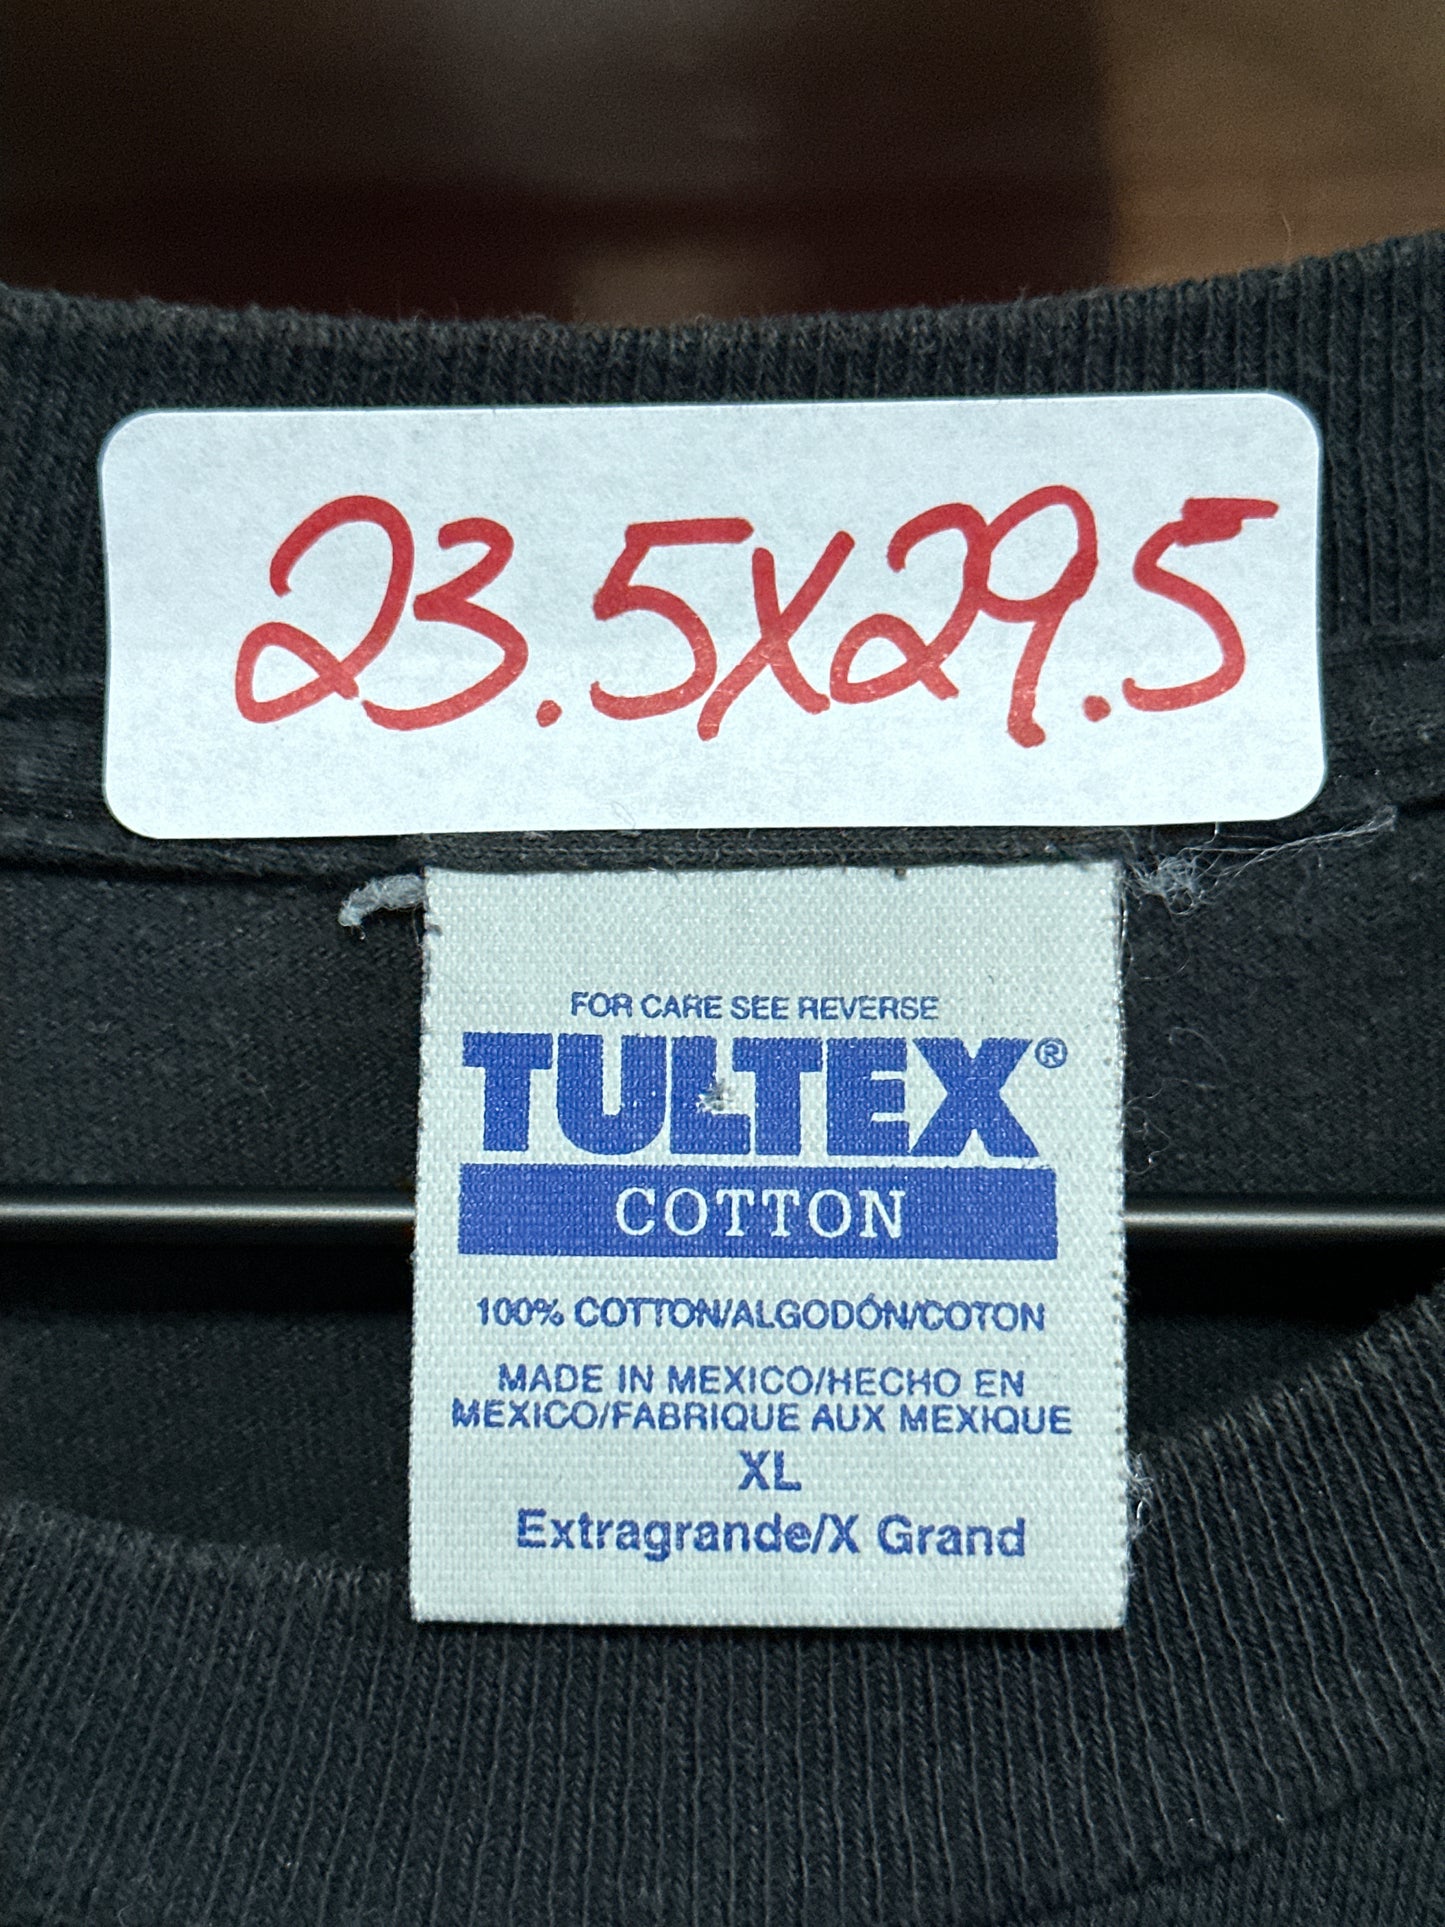 23.5x29.5
FOR CARE SEE REVERSE
TULTEX®
COTTON
100% COTTON/ALGODÓN/COTON
MADE IN MEXICO/HECHO EN
MEXICO/FABRIQUE AUX MEXIQUE
XL
Extragrande/X Grand